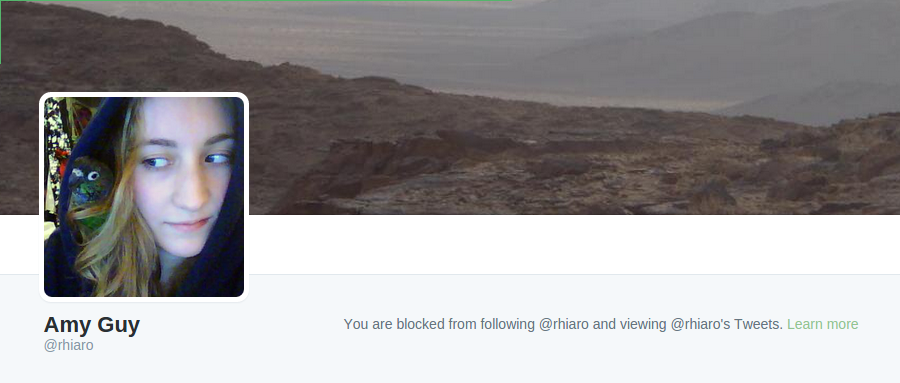 Amy Guy
@rhiaro
You are blocked from following @rhiaro and viewing @rhiaro's Tweets. Learn more